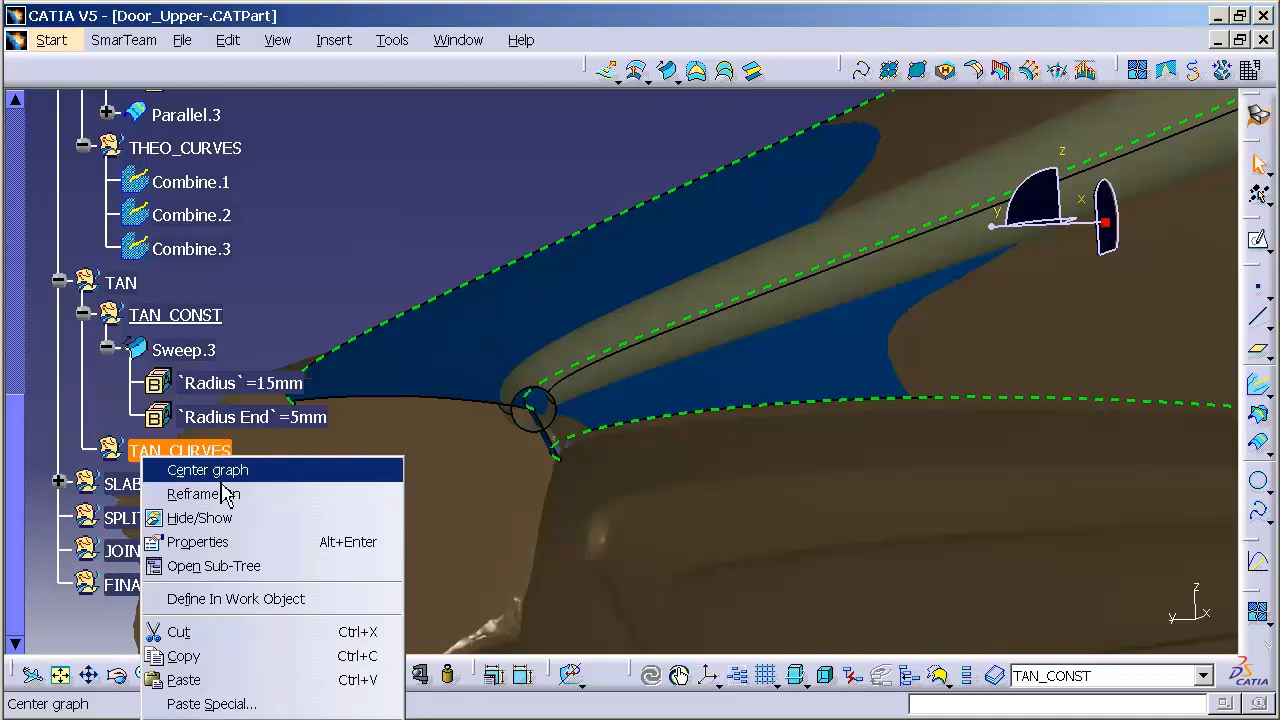 CATIA V5 - [Door_Upper-.CATPart]
Start SmarTeam File Edit View Insert Tools Window Help
Parallel.3
THEO_CURVES
Combine.1
Combine.2
Combine.3
TAN
TAN_CONST
Sweep.3
`Radius`=15mm
`Radius End`=5mm
TAN_CURVES
SLAB
SPLI
JOIN
FINA
Center graph
Reframe On
Hide/Show
Properties Alt+Enter
Open Sub-Tree
Define In Work Object
Cut Ctrl+X
Copy Ctrl+C
Paste Ctrl+V
Paste Special...
z
x
y
z
y
x
TAN_CONST
CATIA
Center graph